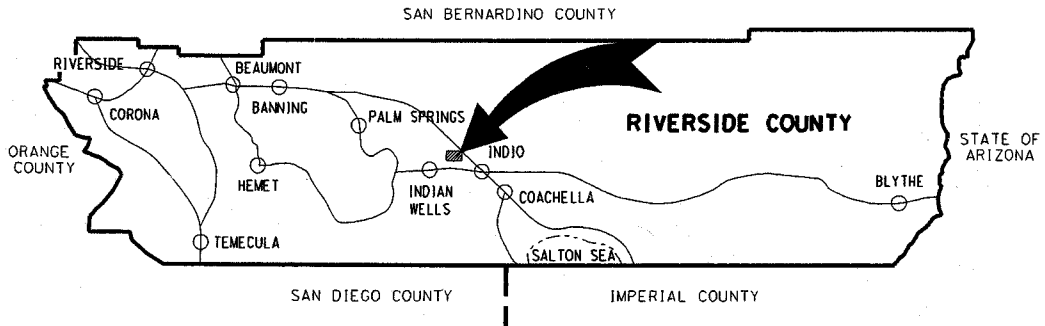 SAN BERNARDINO COUNTY
RIVERSIDE
BEAUMONT
CORONA
BANNING
PALM SPRINGS
RIVERSIDE COUNTY
STATE OF
ARIZONA
ORANGE
COUNTY
HEMET
INDIO
INDIAN
WELLS
COACHELLA
BLYTHE
TEMECULA
SALTON SEA
SAN DIEGO COUNTY
IMPERIAL COUNTY